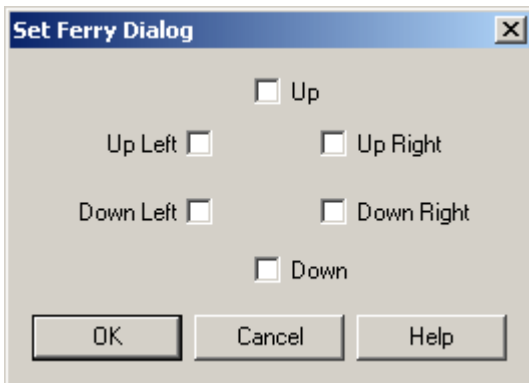 Set Ferry Dialog
Up
Up Left Up Right
Down Left Down Right
Down
OK Cancel Help